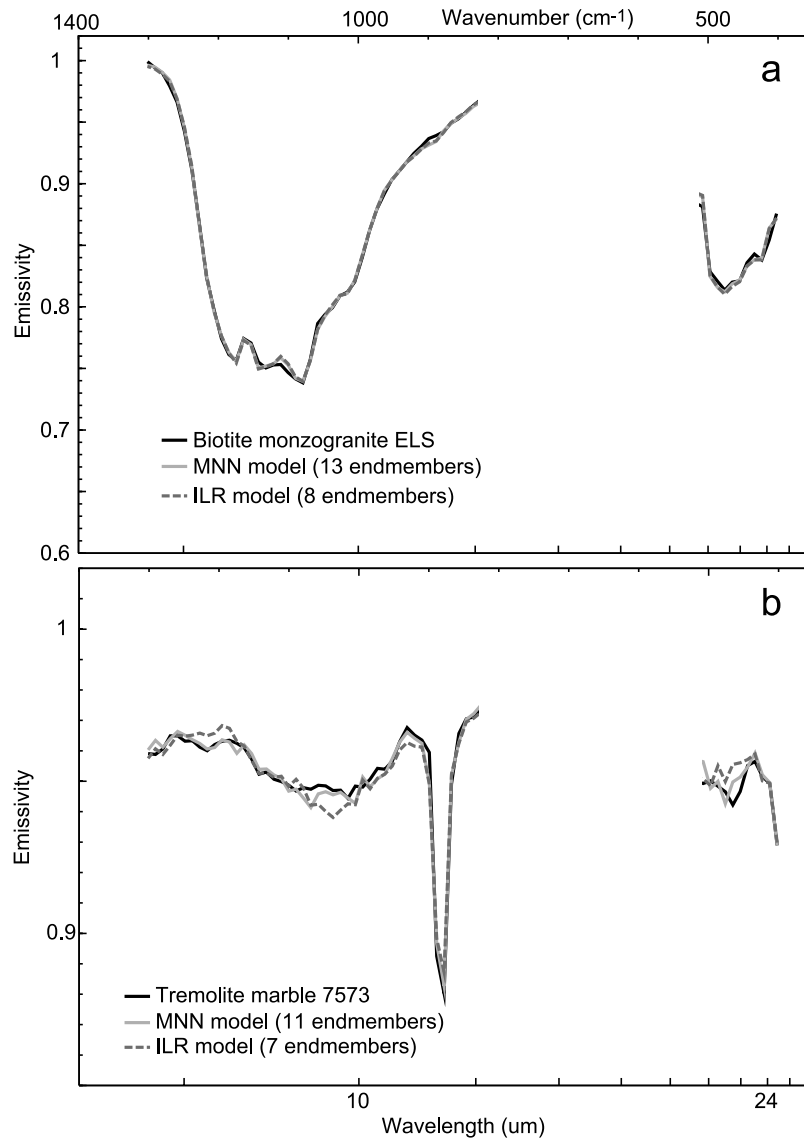 1400 1000 Wavenumber (cm-1) 500
a
1
0.9
0.8
0.7
0.6
Emissivity
Biotite monzogranite ELS
MNN model (13 endmembers)
ILR model (8 endmembers)
b
1
0.9
Emissivity
Tremolite marble 7573
MNN model (11 endmembers)
ILR model (7 endmembers)
10 24
Wavelength (um)